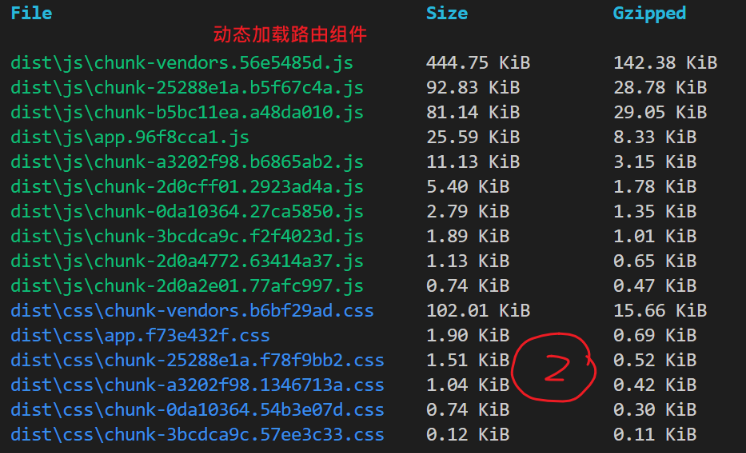 File Size Gzipped
动态加载路由组件
dist\js\chunk-vendors.56e5485d.js 444.75 KiB 142.38 KiB
dist\js\chunk-25288e1a.b5f67c4a.js 92.83 KiB 28.78 KiB
dist\js\chunk-b5bc11ea.a48da010.js 81.14 KiB 29.05 KiB
dist\js\app.96f8cca1.js 25.59 KiB 8.33 KiB
dist\js\chunk-a3202f98.b6865ab2.js 11.13 KiB 3.15 KiB
dist\js\chunk-2d0cff01.2923ad4a.js 5.40 KiB 1.78 KiB
dist\js\chunk-0da10364.27ca5850.js 2.79 KiB 1.35 KiB
dist\js\chunk-3bcdca9c.f2f4023d.js 1.89 KiB 1.01 KiB
dist\js\chunk-2d0a4772.63414a37.js 1.13 KiB 0.65 KiB
dist\js\chunk-2d0a2e01.77afc997.js 0.74 KiB 0.47 KiB
dist\css\chunk-vendors.b6bf29ad.css 102.01 KiB 15.66 KiB
dist\css\app.f73e432f.css 1.90 KiB 0.69 KiB
dist\css\chunk-25288e1a.f78f9bb2.css 1.51 KiB 0.52 KiB
2
dist\css\chunk-a3202f98.1346713a.css 1.04 KiB 0.42 KiB
dist\css\chunk-0da10364.54b3e07d.css 0.74 KiB 0.30 KiB
dist\css\chunk-3bcdca9c.57ee3c33.css 0.12 KiB 0.11 KiB